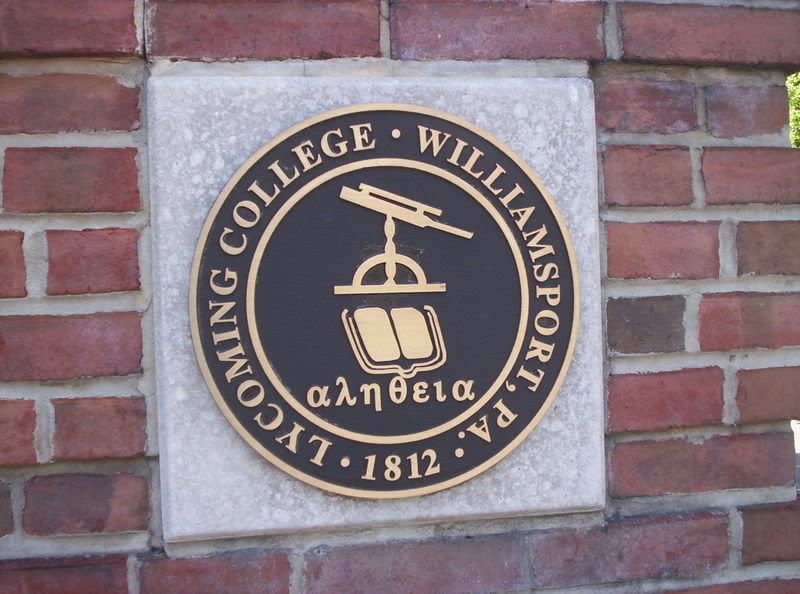 LYCOMING COLLEGE · WILLIAMSPORT, PA. ·
1812 ·
αληθεια